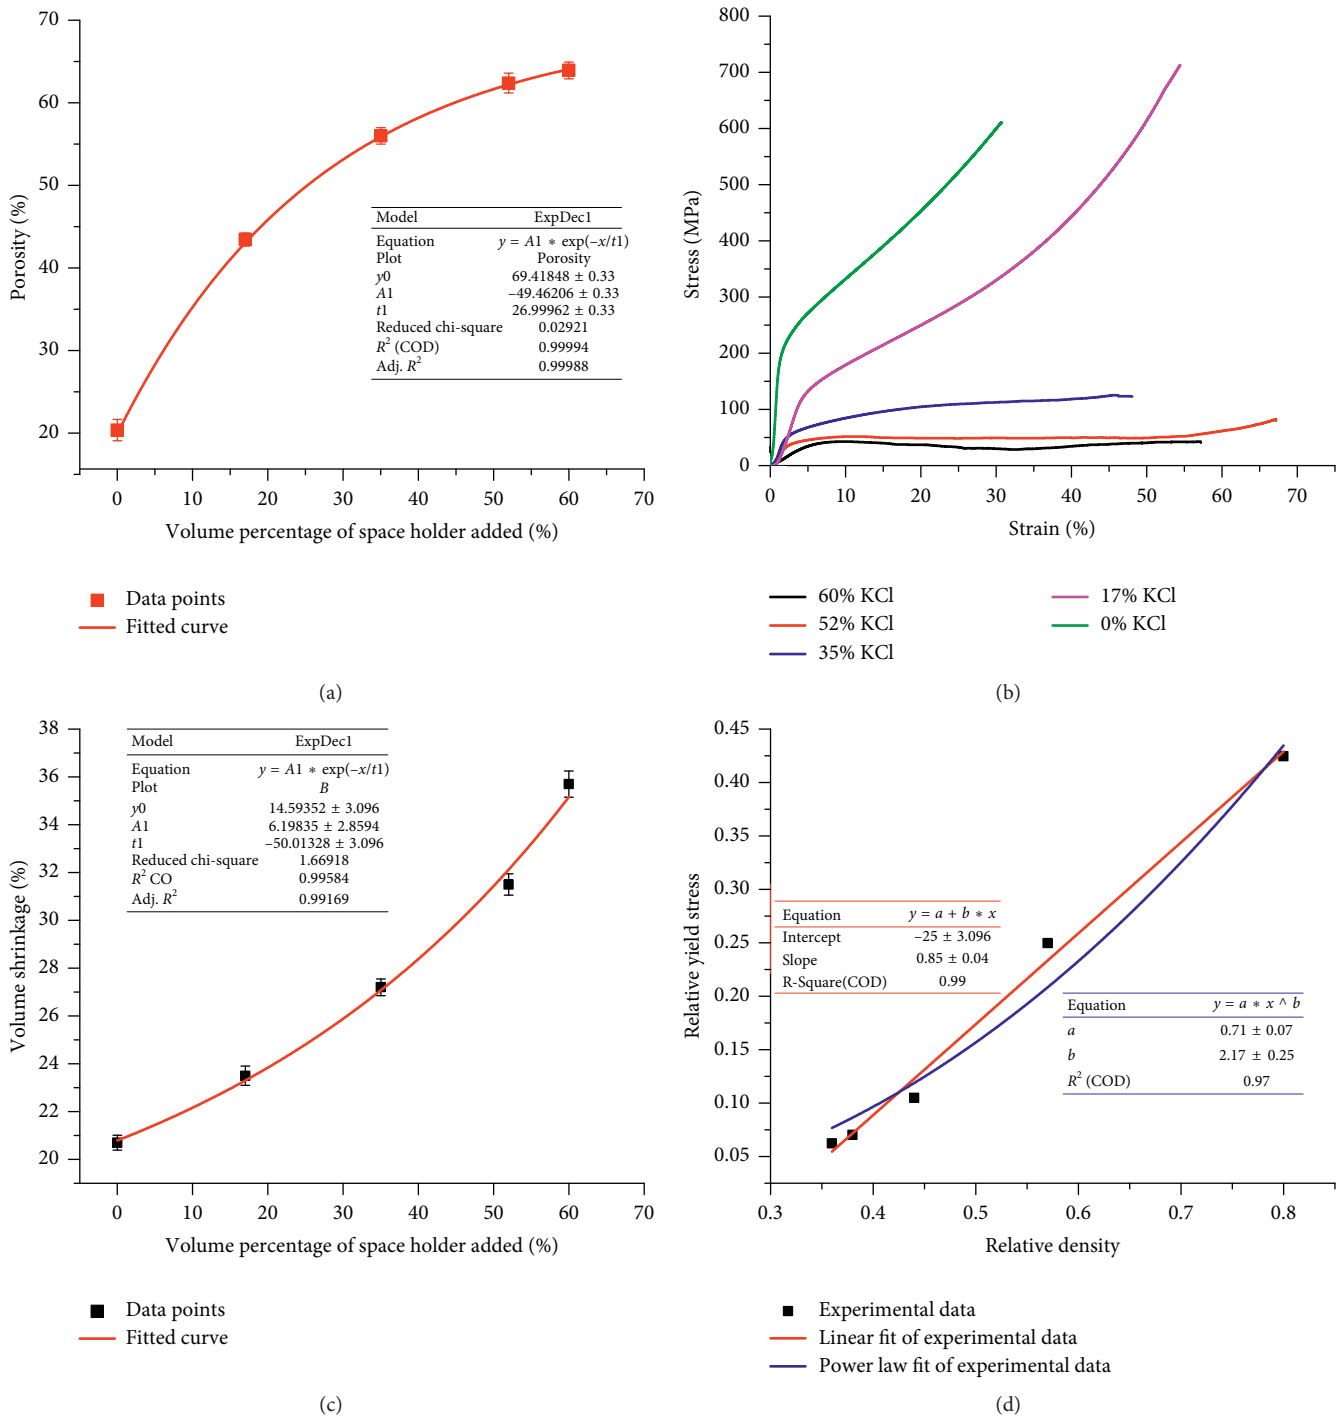 70
60
50
40
30
20
Porosity (%)
Model ExpDec1
Equation y = A1 ∗ exp(–x/t1)
Plot Porosity
y0 69.41848 ± 0.33
A1 –49.46206 ± 0.33
t1 26.99962 ± 0.33
Reduced chi-square 0.02921
R² (COD) 0.99994
Adj. R² 0.99988
0 10 20 30 40 50 60 70
Volume percentage of space holder added (%)
Data points
Fitted curve
(a)
800
700
600
500
400
300
200
100
0
Stress (MPa)
0 10 20 30 40 50 60 70
Strain (%)
60% KCl
52% KCl
35% KCl
17% KCl
0% KCl
(b)
38
36
34
32
30
28
26
24
22
20
Volume shrinkage (%)
Model ExpDec1
Equation y = A1 ∗ exp(–x/t1)
Plot B
y0 14.59352 ± 3.096
A1 6.19835 ± 2.8594
t1 –50.01328 ± 3.096
Reduced chi-square 1.66918
R² CO 0.99584
Adj. R² 0.99169
0 10 20 30 40 50 60 70
Volume percentage of space holder added (%)
Data points
Fitted curve
(c)
0.45
0.40
0.35
0.30
0.25
0.20
0.15
0.10
0.05
Relative yield stress
Equation y = a + b ∗ x
Intercept –25 ± 3.096
Slope 0.85 ± 0.04
R-Square(COD) 0.99
Equation y = a ∗ x ^ b
a 0.71 ± 0.07
b 2.17 ± 0.25
R² (COD) 0.97
0.3 0.4 0.5 0.6 0.7 0.8
Relative density
Experimental data
Linear fit of experimental data
Power law fit of experimental data
(d)